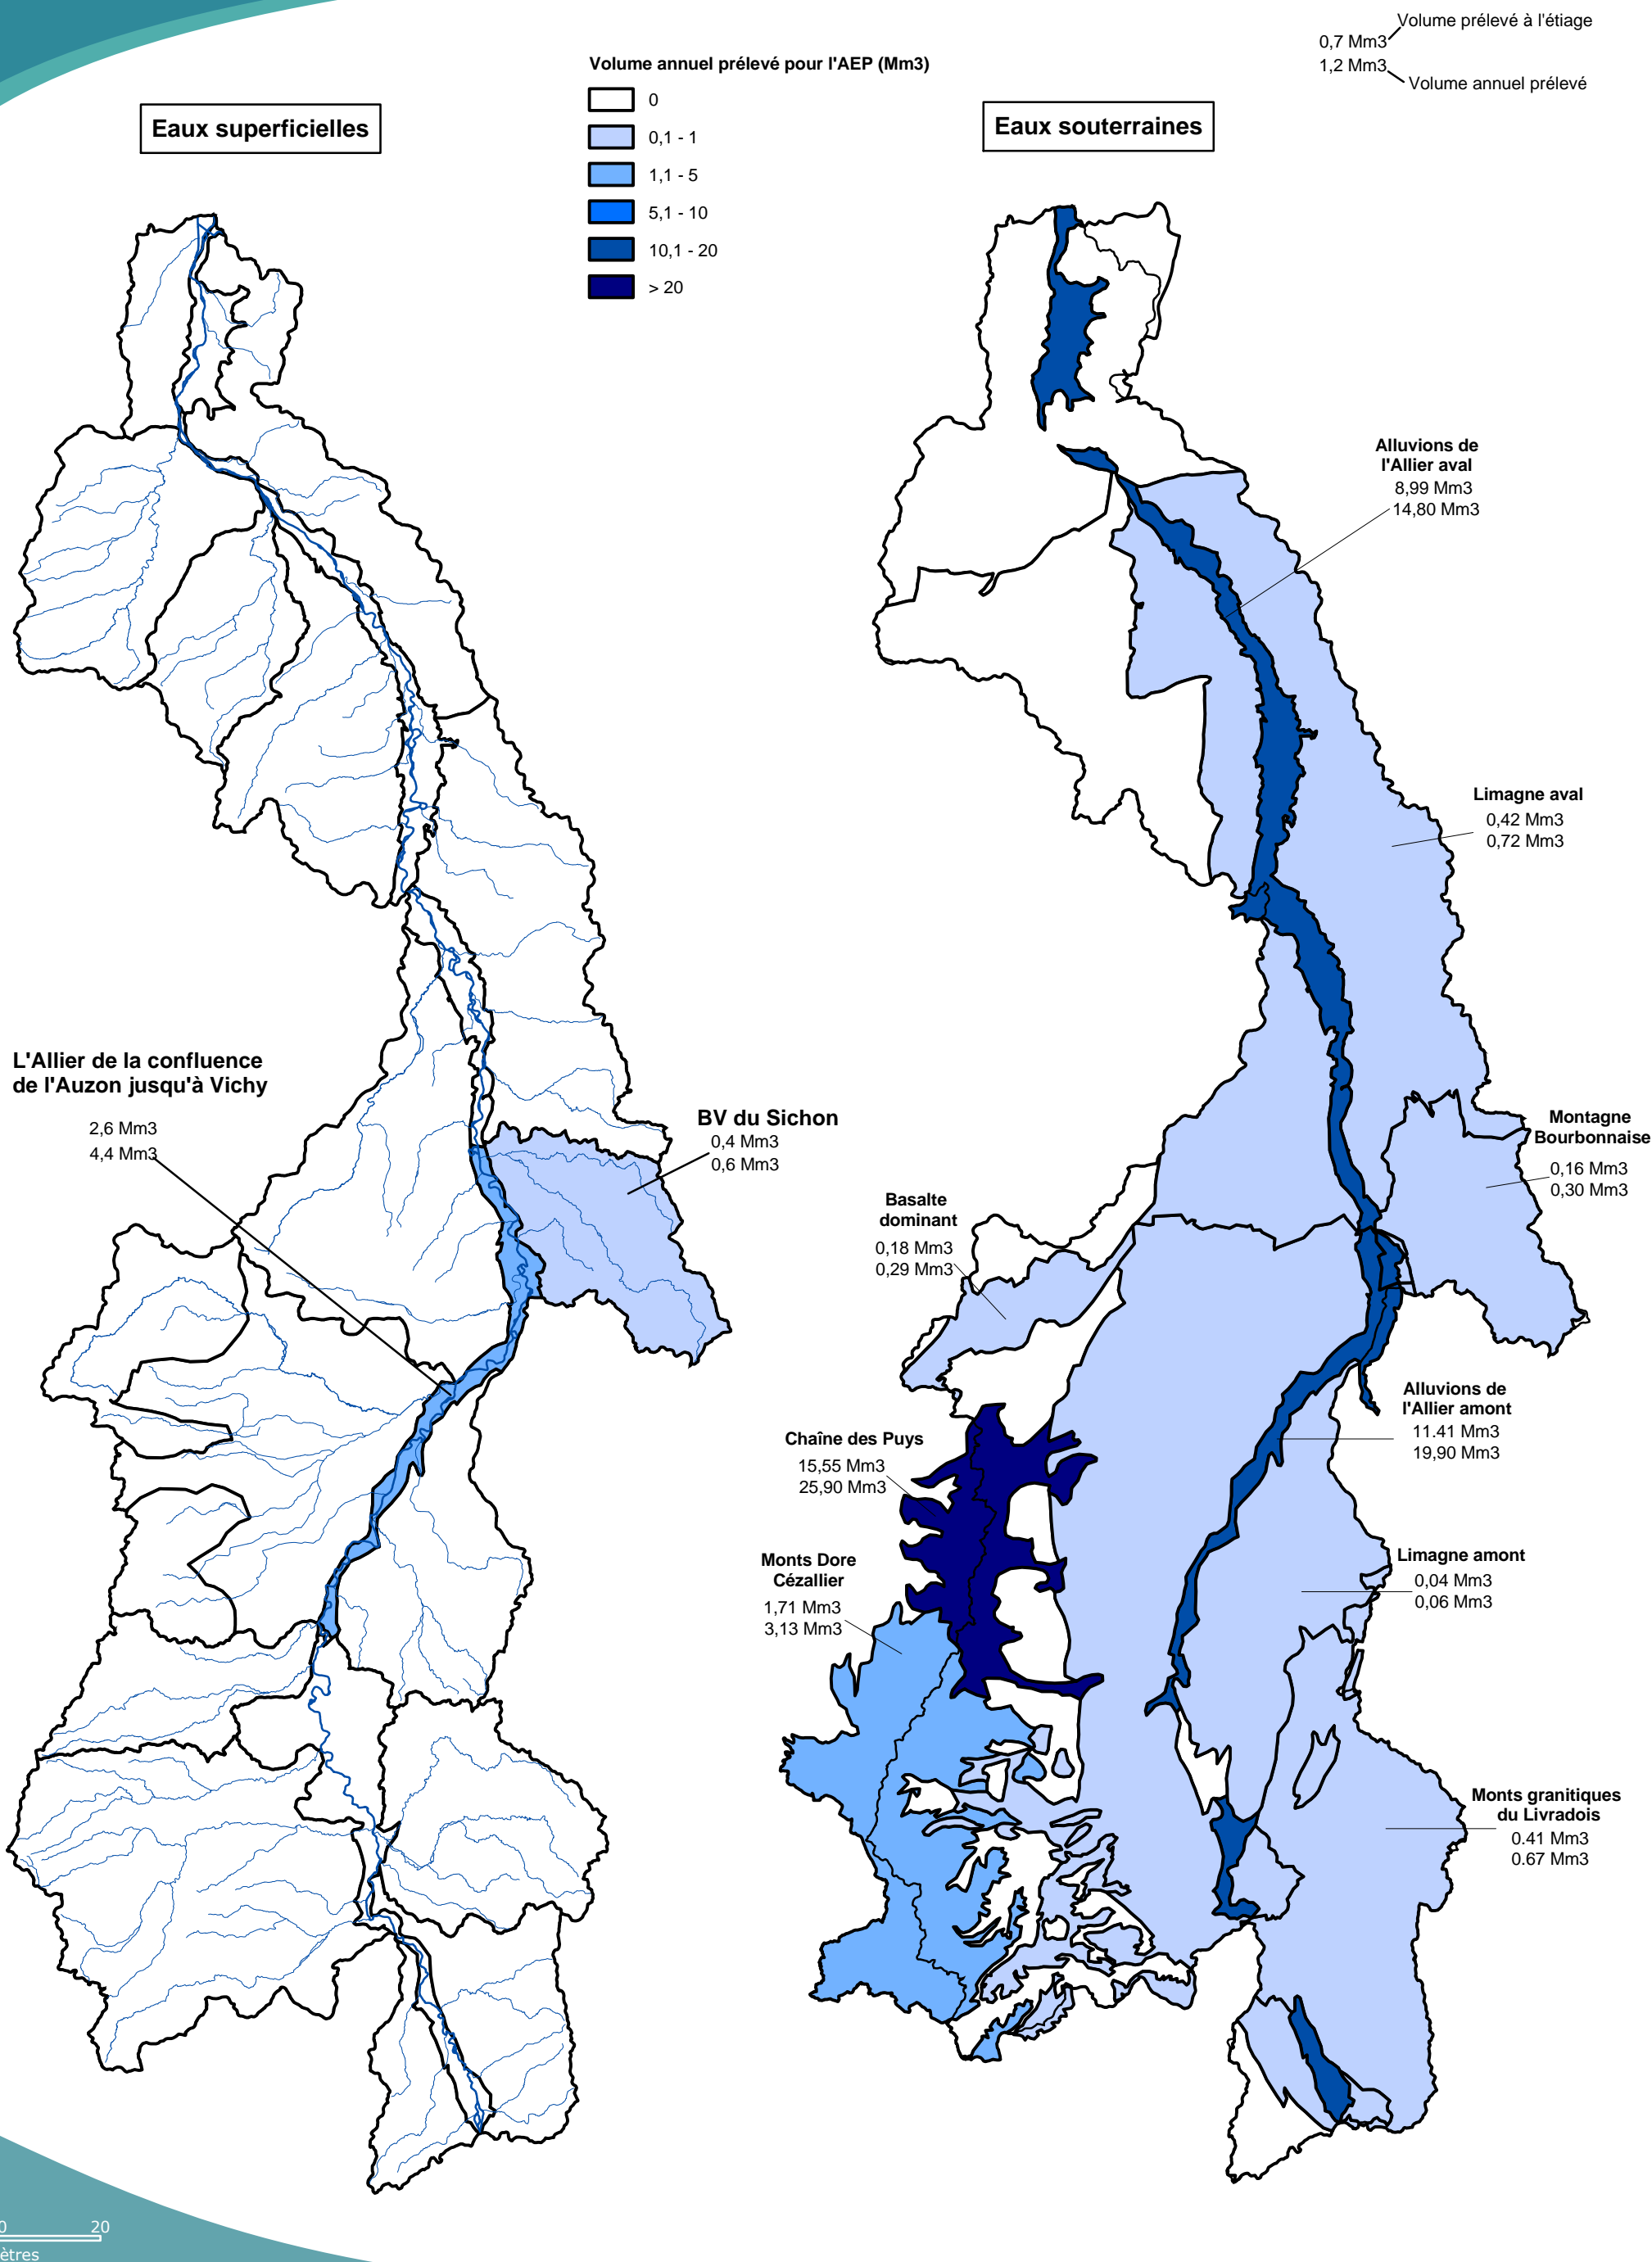 Volume prélevé à l'étiage
0,7 Mm3
1,2 Mm3
Volume annuel prélevé
Volume annuel prélevé pour l'AEP (Mm3)
0
0,1 - 1
1,1 - 5
5,1 - 10
10,1 - 20
> 20
Eaux superficielles
Eaux souterraines
L'Allier de la confluence
de l'Auzon jusqu'à Vichy
2,6 Mm3
4,4 Mm3
BV du Sichon
0,4 Mm3
0,6 Mm3
Alluvions de
l'Allier aval
8,99 Mm3
14,80 Mm3
Limagne aval
0,42 Mm3
0,72 Mm3
Montagne
Bourbonnaise
0,16 Mm3
0,30 Mm3
Basalte
dominant
0,18 Mm3
0,29 Mm3
Alluvions de
l'Allier amont
11.41 Mm3
19,90 Mm3
Chaîne des Puys
15,55 Mm3
25,90 Mm3
Monts Dore
Cézallier
1,71 Mm3
3,13 Mm3
Limagne amont
0,04 Mm3
0,06 Mm3
Monts granitiques
du Livradois
0.41 Mm3
0.67 Mm3
0 20
ètres